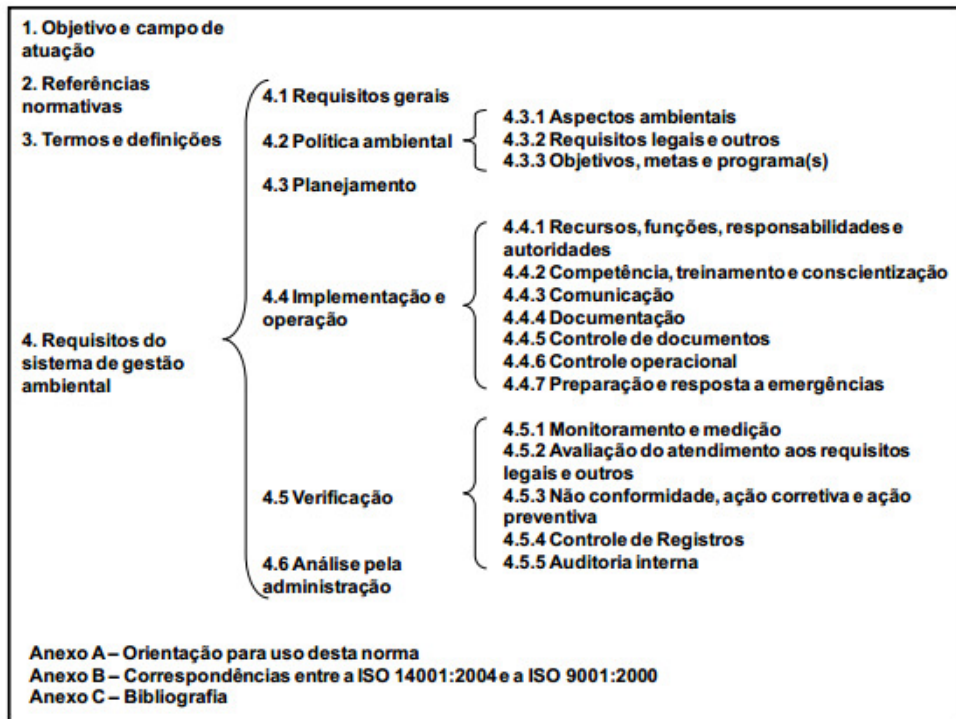 1. Objetivo e campo de
atuação
2. Referências
normativas
3. Termos e definições
4. Requisitos do
sistema de gestão
ambiental
4.1 Requisitos gerais
4.2 Política ambiental
4.3 Planejamento
4.4 Implementação e
operação
4.5 Verificação
4.6 Análise pela
administração
4.3.1 Aspectos ambientais
4.3.2 Requisitos legais e outros
4.3.3 Objetivos, metas e programa(s)
4.4.1 Recursos, funções, responsabilidades e
autoridades
4.4.2 Competência, treinamento e conscientização
4.4.3 Comunicação
4.4.4 Documentação
4.4.5 Controle de documentos
4.4.6 Controle operacional
4.4.7 Preparação e resposta a emergências
4.5.1 Monitoramento e medição
4.5.2 Avaliação do atendimento aos requisitos
legais e outros
4.5.3 Não conformidade, ação corretiva e ação
preventiva
4.5.4 Controle de Registros
4.5.5 Auditoria interna
Anexo A – Orientação para uso desta norma
Anexo B – Correspondências entre a ISO 14001:2004 e a ISO 9001:2000
Anexo C – Bibliografia